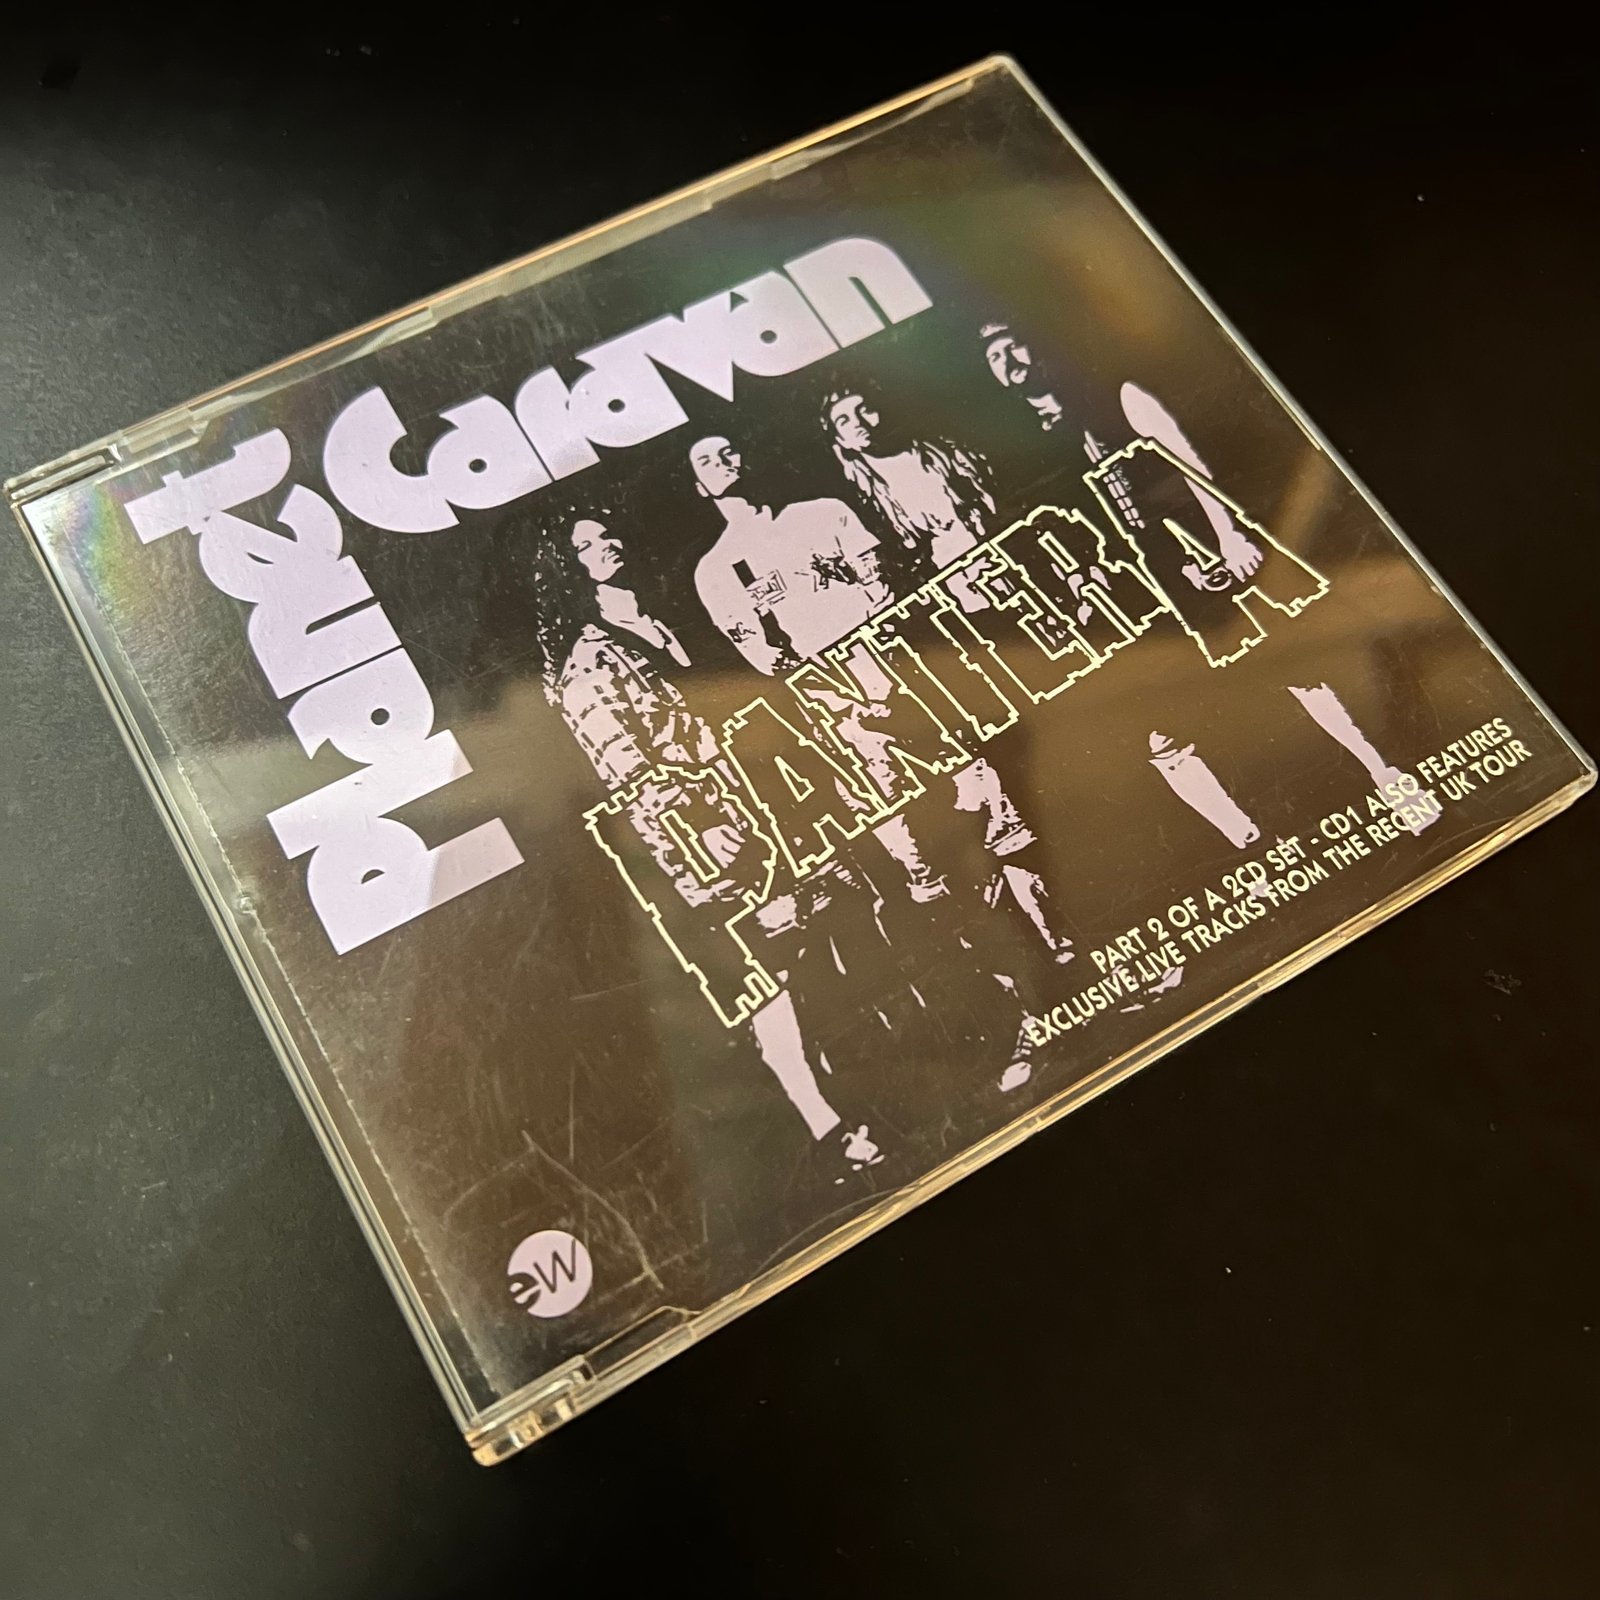 Planet
Caravan
PANTERA
PART 2 OF A 2CD SET - CD1 ALSO FEATURES
EXCLUSIVE LIVE TRACKS FROM THE RECENT UK TOUR
eW